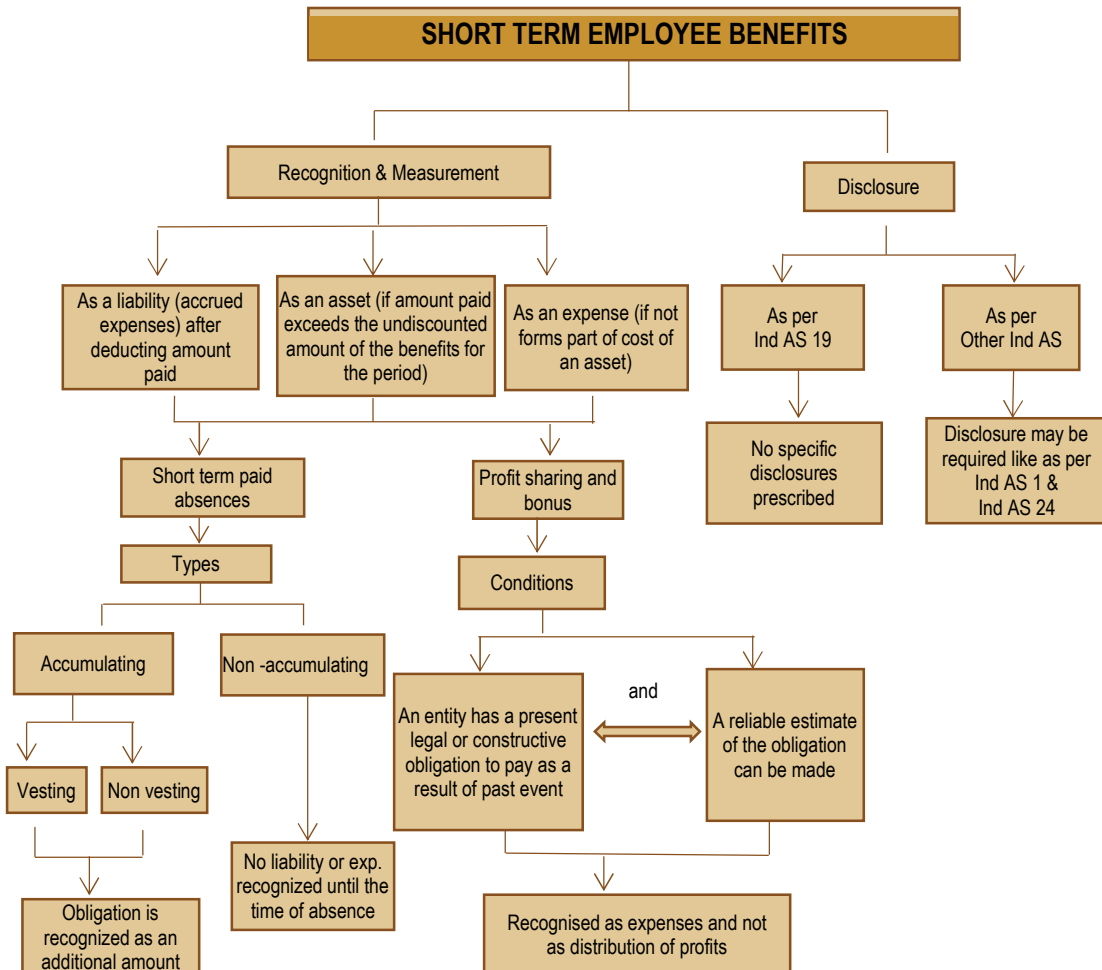 SHORT TERM EMPLOYEE BENEFITS
Recognition & Measurement
Disclosure
As a liability (accrued
expenses) after
deducting amount
paid
As an asset (if amount paid
exceeds the undiscounted
amount of the benefits for
the period)
As an expense (if not
forms part of cost of
an asset)
As per
Ind AS 19
As per
Other Ind AS
No specific
disclosures
prescribed
Disclosure may be
required like as per
Ind AS 1 &
Ind AS 24
Short term paid
absences
Profit sharing and
bonus
Types
Conditions
Accumulating
Non -accumulating
An entity has a present
legal or constructive
obligation to pay as a
result of past event
and
A reliable estimate
of the obligation
can be made
Vesting
Non vesting
No liability or exp.
recognized until the
time of absence
Obligation is
recognized as an
additional amount
Recognised as expenses and not
as distribution of profits